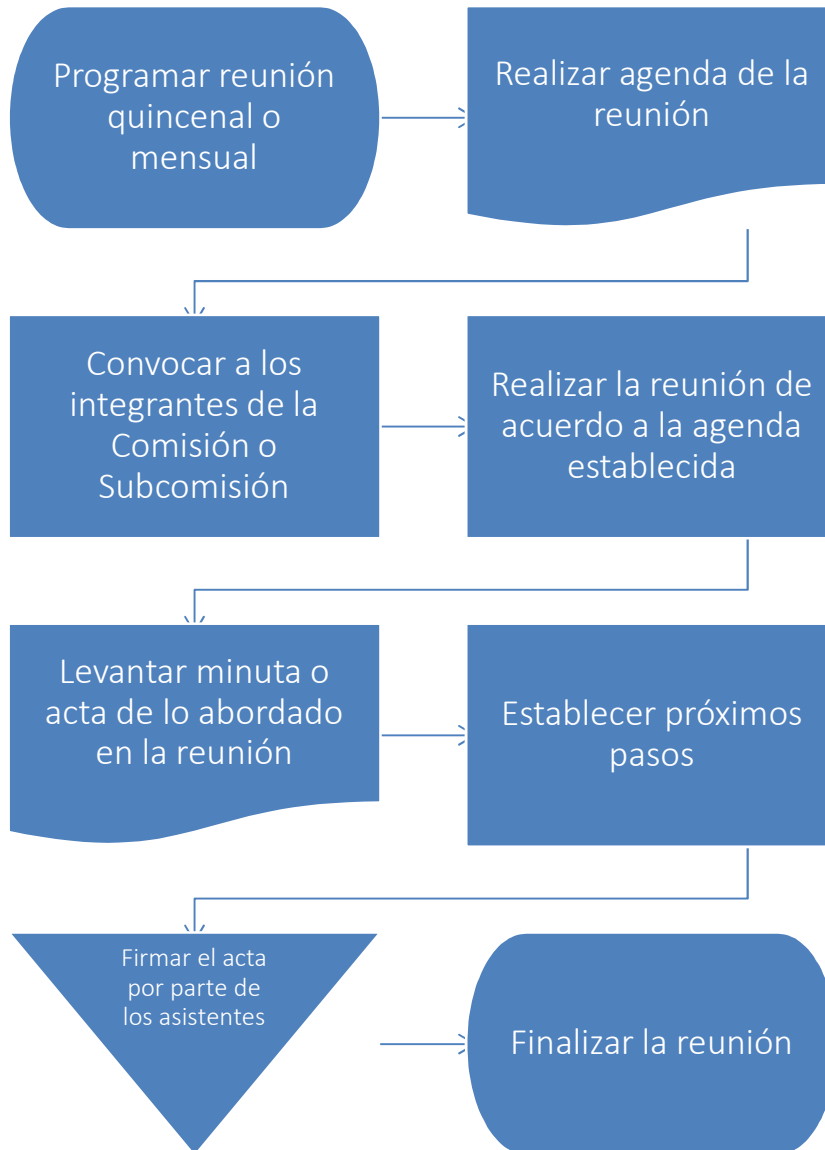 Programar reunión
quincenal o
mensual
Realizar agenda de la
reunión
Convocar a los
integrantes de la
Comisión o
Subcomisión
Realizar la reunión de
acuerdo a la agenda
establecida
Levantar minuta o
acta de lo abordado
en la reunión
Establecer próximos
pasos
Firmar el acta
por parte de
los asistentes
Finalizar la reunión